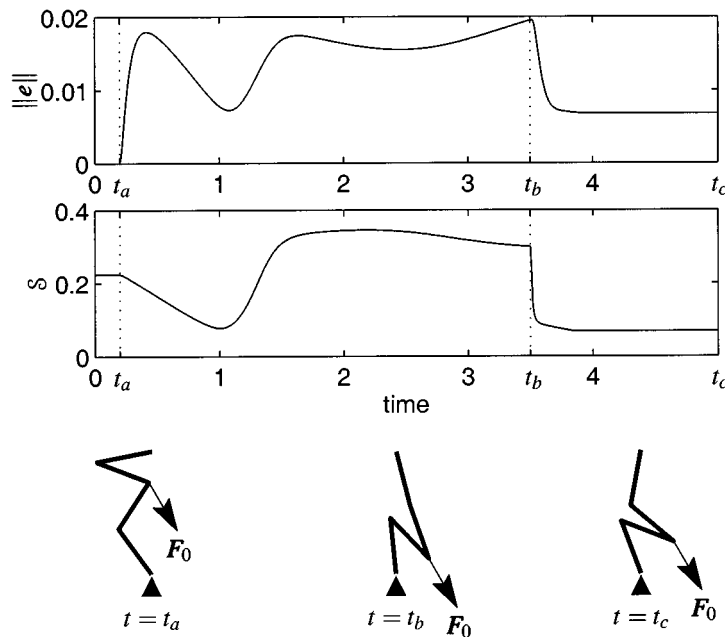 0.02
0.01
0
||e||
0 t_a 1 2 3 t_b 4 t_c
0.4
0.2
0
𝒮
0 t_a 1 2 3 t_b 4 t_c
time
F_0
F_0
F_0
t = t_a
t = t_b
t = t_c